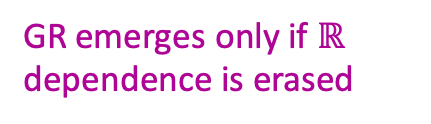 GR emerges only if ℝ
dependence is erased